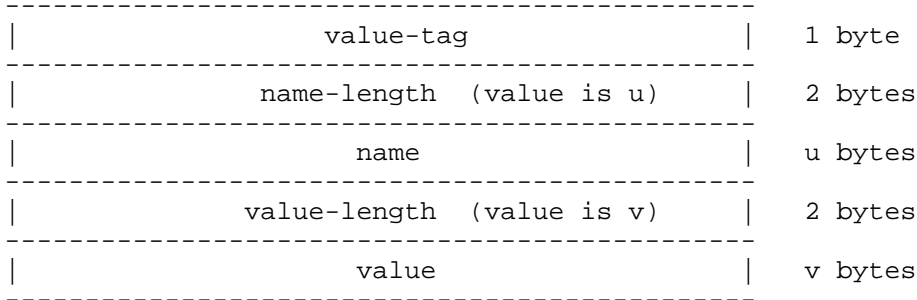 -----------------------------------------------
|                   value-tag                 |   1 byte
-----------------------------------------------
|               name-length  (value is u)     |   2 bytes
-----------------------------------------------
|                     name                    |   u bytes
-----------------------------------------------
|              value-length  (value is v)     |   2 bytes
-----------------------------------------------
|                     value                   |   v bytes
-----------------------------------------------